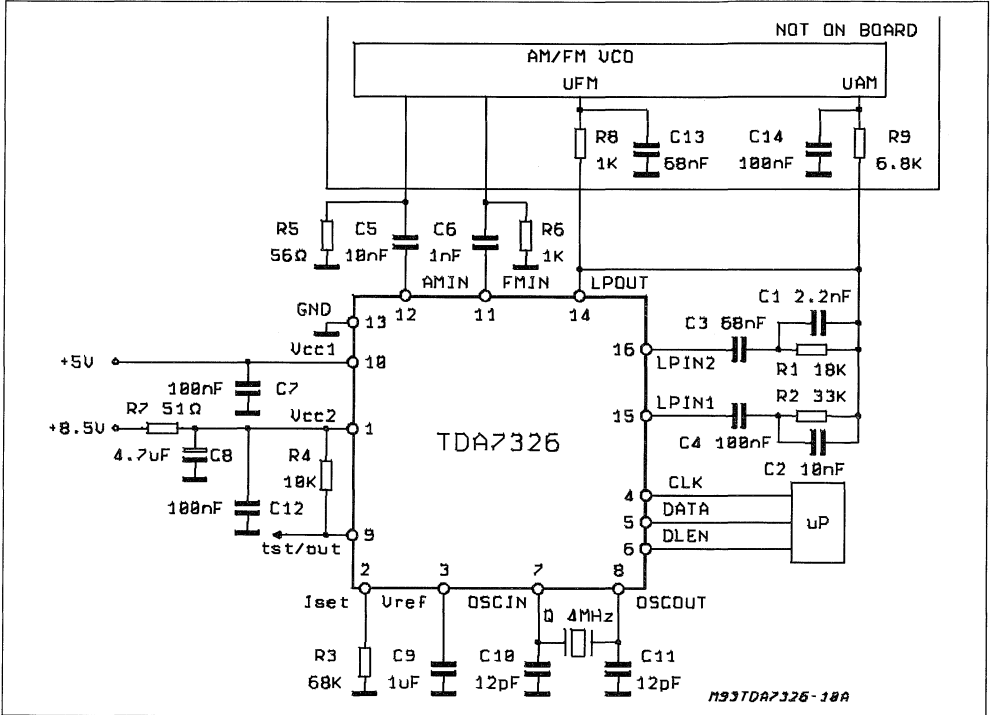 NOT ON BOARD
AM/FM VCO
UFM
UAM
R8
1K
C13
68nF
C14
100nF
R9
6.8K
R5
56Ω
C5
10nF
C6
1nF
R6
1K
AMIN
FMIN
LPOUT
12
11
14
GND
13
Vcc1
10
+5V
100nF
C7
R7 51Ω
Vcc2
1
+8.5V
4.7uF
C8
R4
10K
100nF
C12
9
tst/out
TDA7326
C1 2.2nF
C3 68nF
16
LPIN2
R1 18K
R2 33K
15
LPIN1
C4 100nF
C2 10nF
4
CLK
5
DATA
6
DLEN
uP
2
3
7
8
Iset
Vref
OSCIN
OSCOUT
Q 4MHz
R3
68K
C9
1uF
C10
12pF
C11
12pF
M93TDA7326-10A